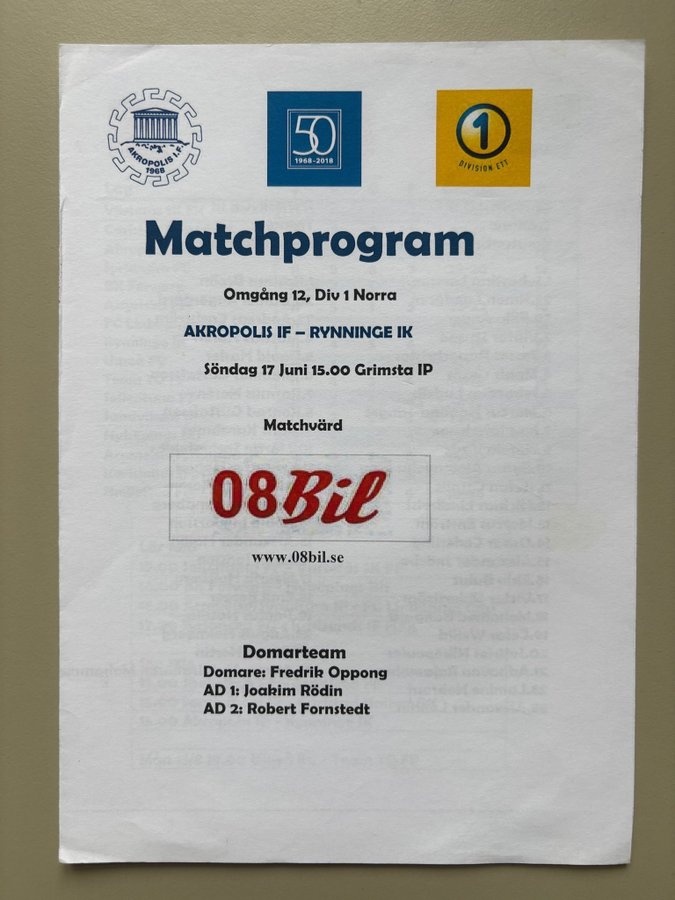 AKROPOLIS I.F.
1968
50
1968-2018
1
DIVISION ETT
Matchprogram
Omgång 12, Div 1 Norra
AKROPOLIS IF – RYNNINGE IK
Söndag 17 Juni 15.00 Grimsta IP
Matchvärd
08Bil
www.08bil.se
Domarteam
Domare: Fredrik Oppong
AD 1: Joakim Rödin
AD 2: Robert Fornstedt